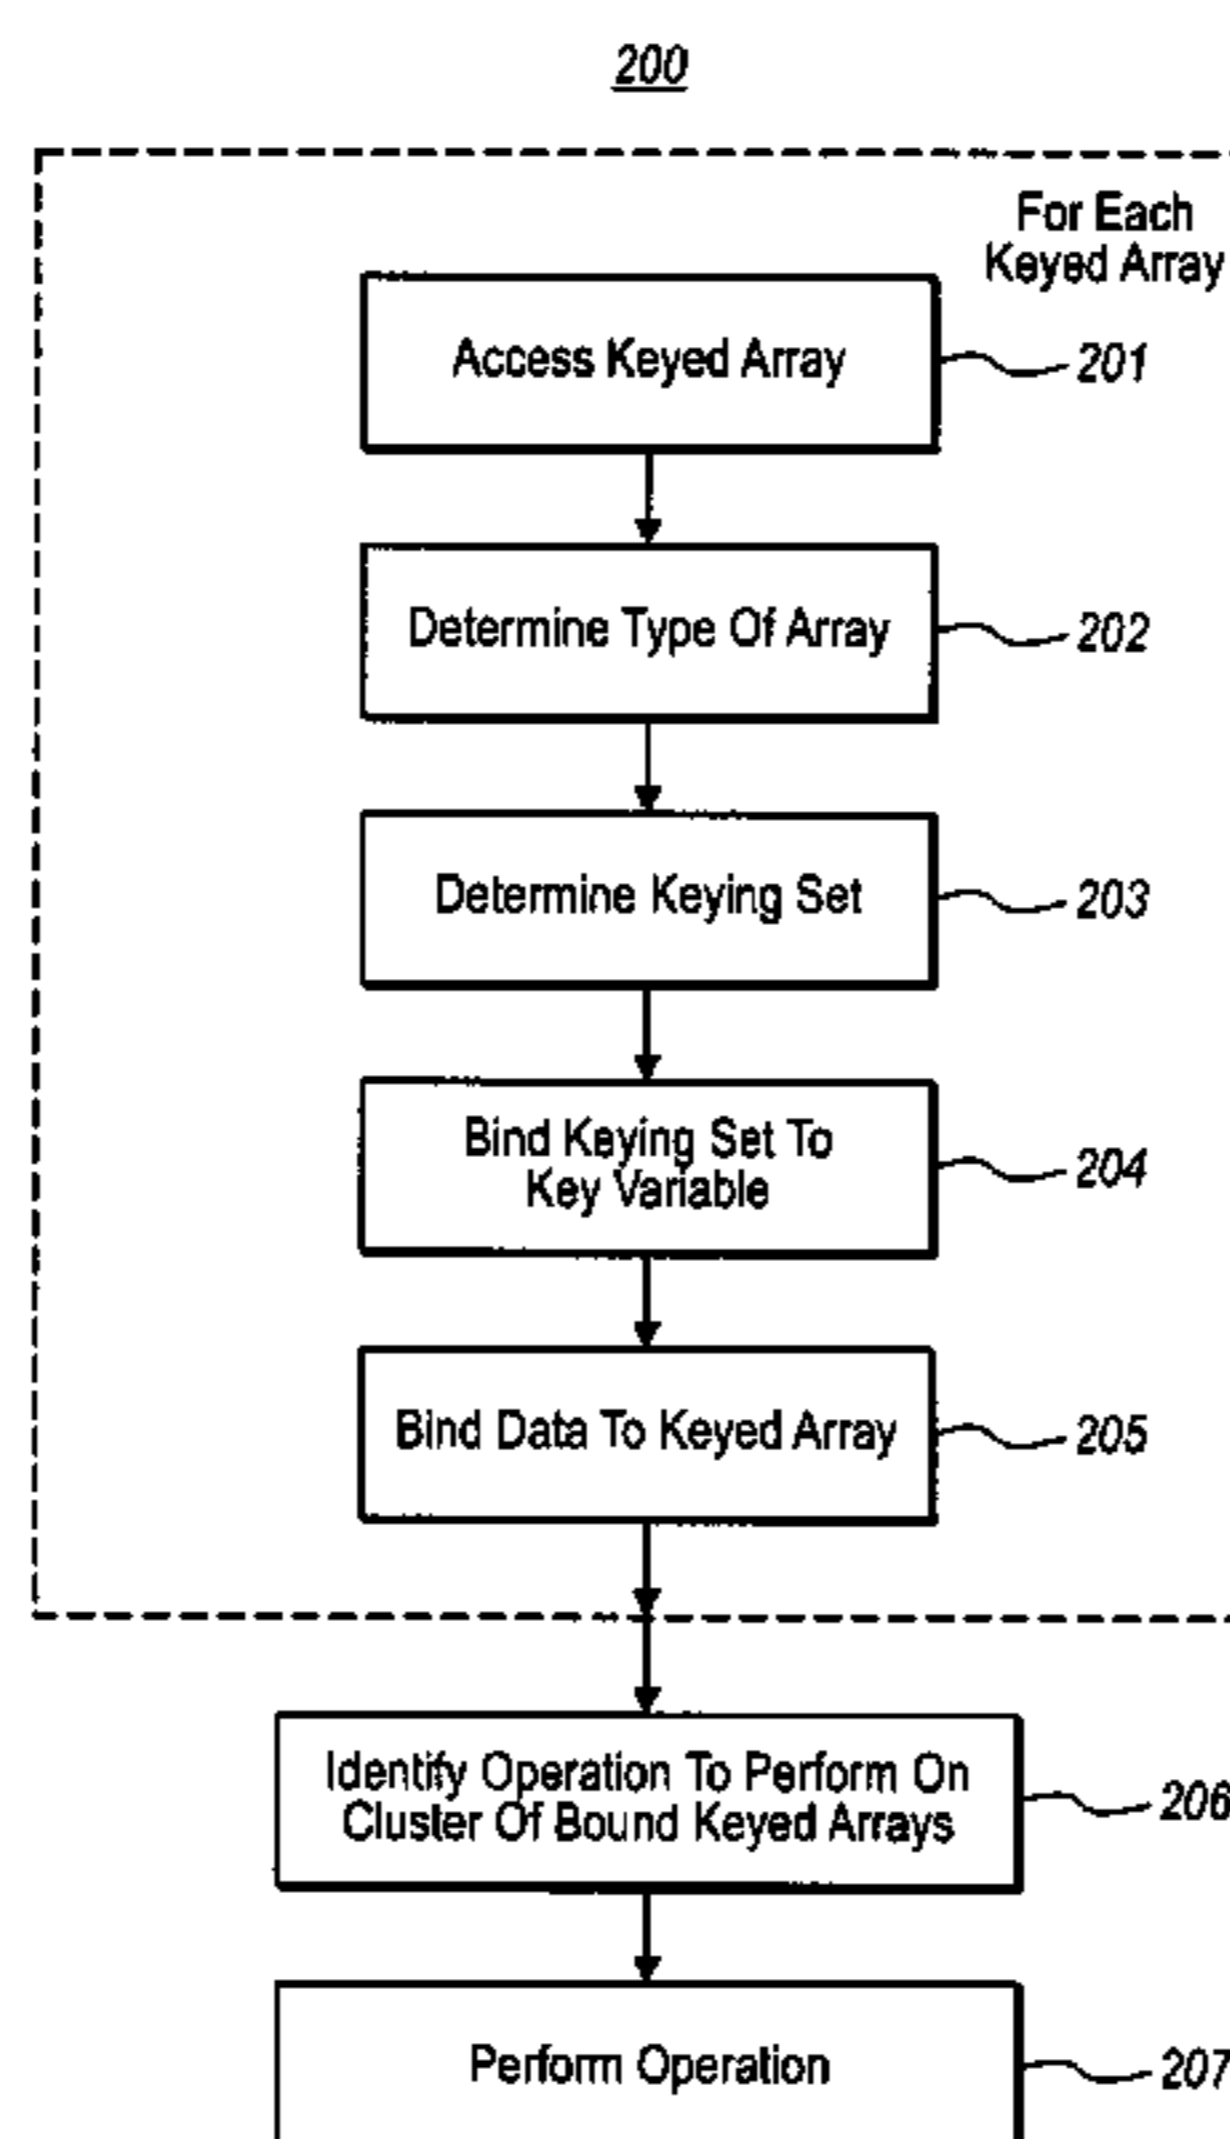 200
For Each
Keyed Array
Access Keyed Array
201
Determine Type Of Array
202
Determine Keying Set
203
Bind Keying Set To
Key Variable
204
Bind Data To Keyed Array
205
Identify Operation To Perform On
Cluster Of Bound Keyed Arrays
206
Perform Operation
207